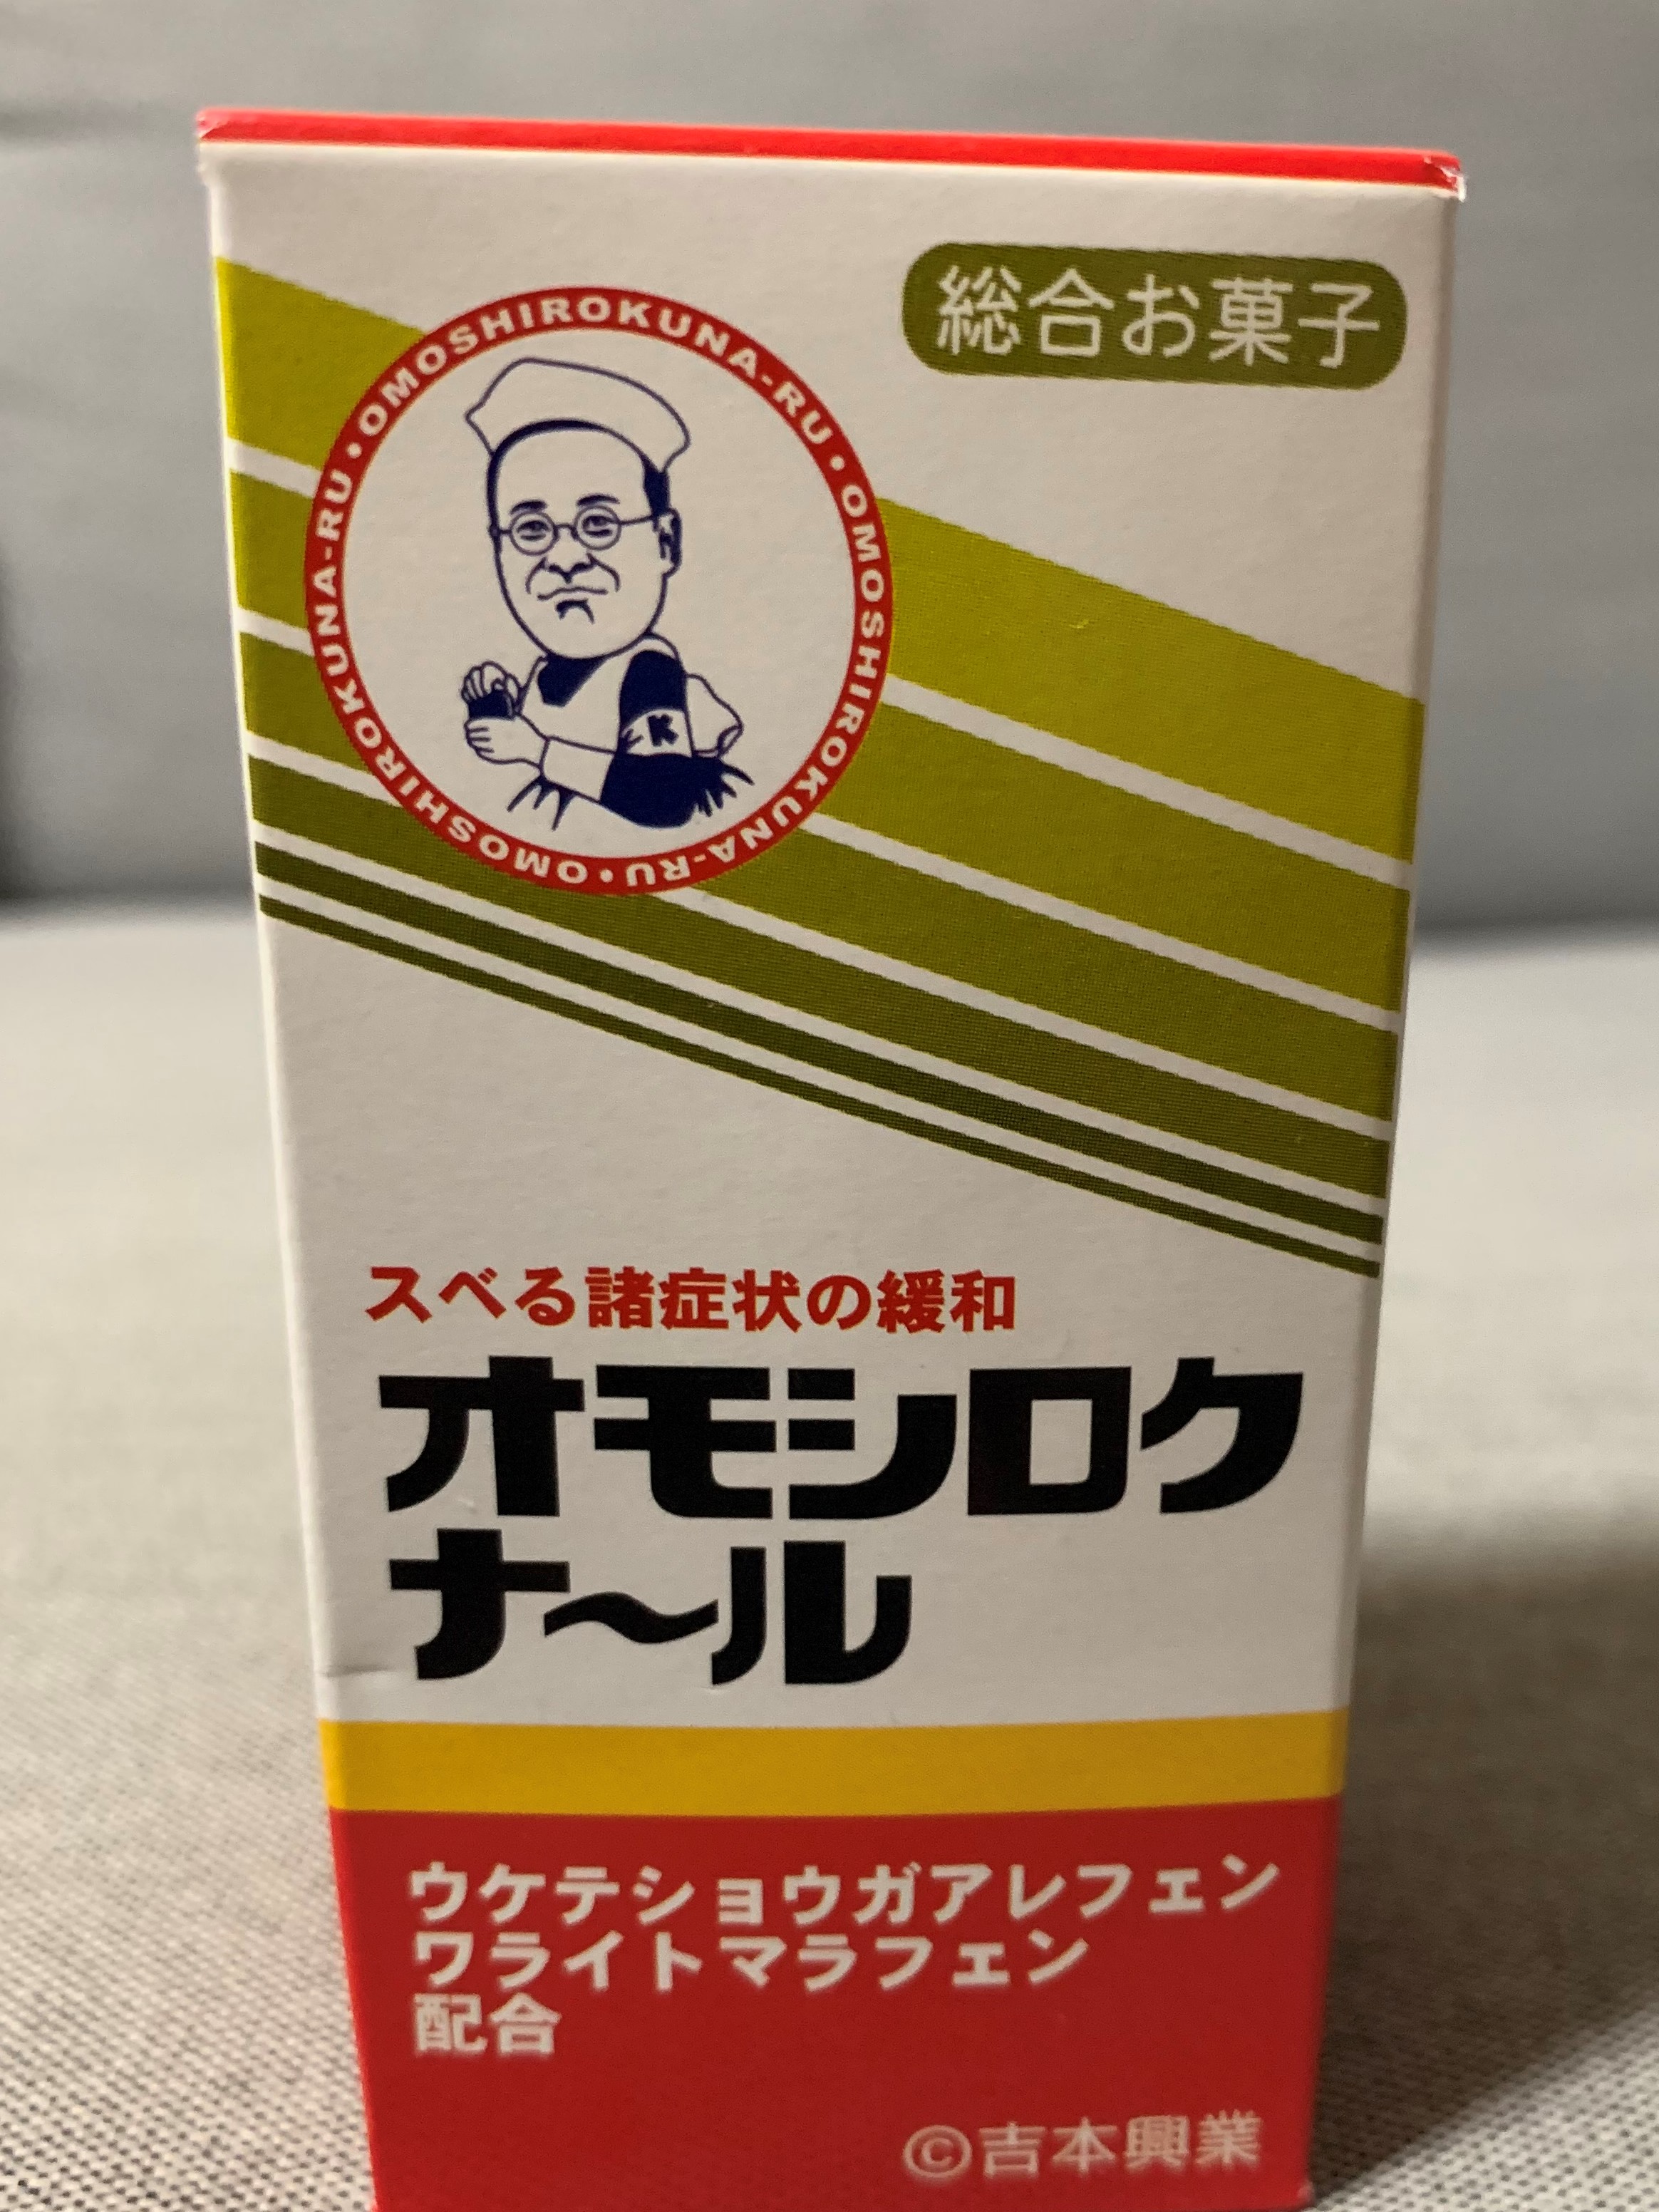 総合お菓子
OMOSHIROKUNA-RU • OMOSHIROKUNA-RU • OMOSHIROKUNA-RU •
K
スベる諸症状の緩和
オモシロク
ナ〜ル
ウケテショウガアレフェン
ワライトマラフェン
配合
©吉本興業